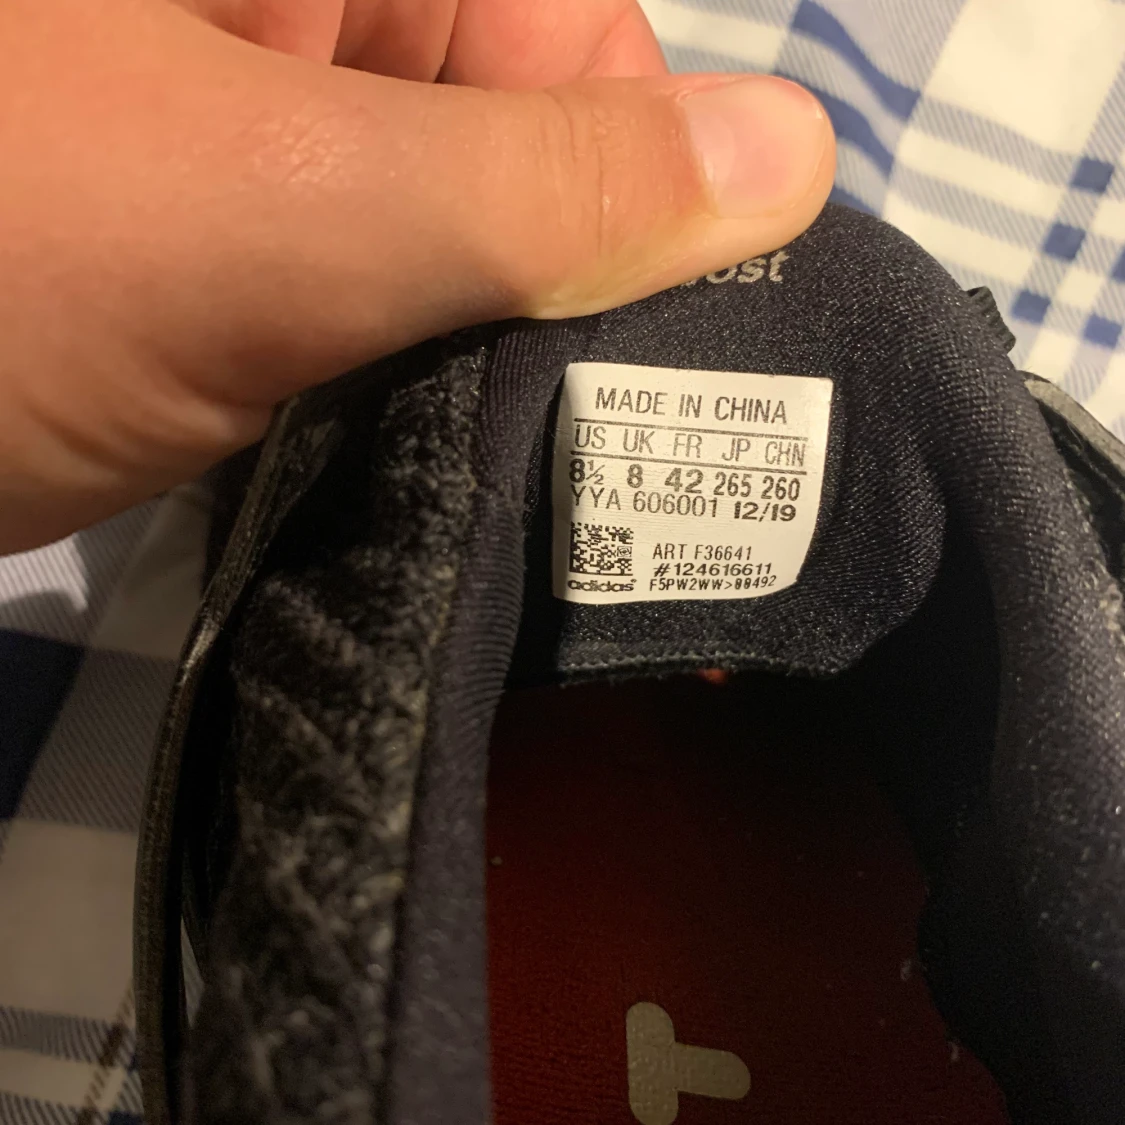 MADE IN CHINA
US UK FR JP CHN
8½ 8 42 265 260
YYA 606001 12/19
ART F36641
#124616611
F5PW2WW>00492
adidas